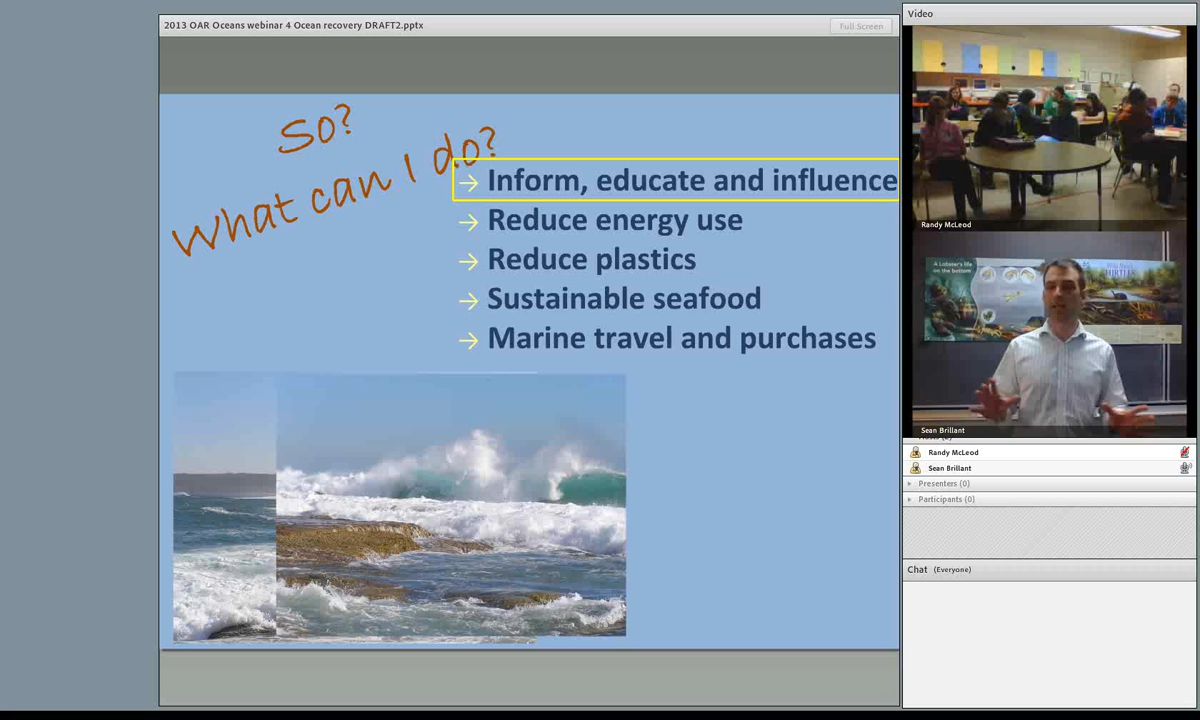 2013 OAR Oceans webinar 4 Ocean recovery DRAFT2.pptx
Full Screen
So?
What can I do?
→ Inform, educate and influence
→ Reduce energy use
→ Reduce plastics
→ Sustainable seafood
→ Marine travel and purchases
Video
Randy McLeod
A Lobster's life
on the bottom
TURTLE
Sean Brillant
Randy McLeod
Sean Brillant
Presenters (0)
Participants (0)
Chat (Everyone)